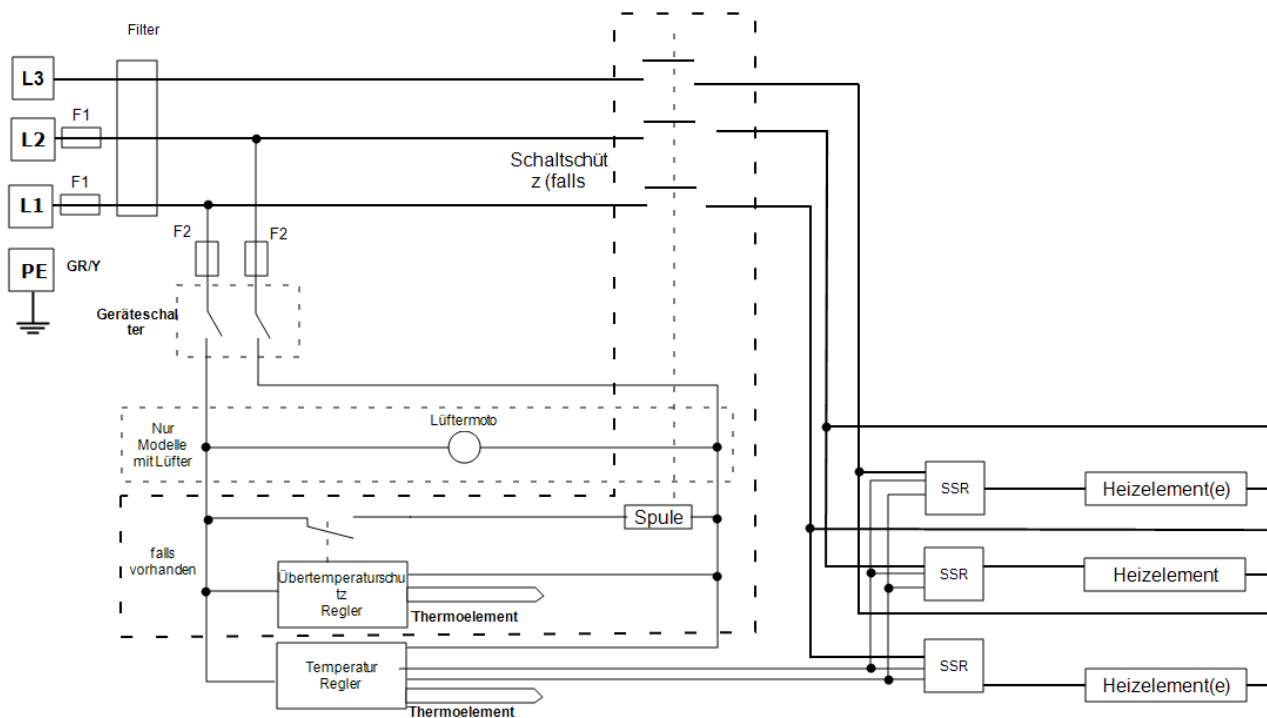 Filter
L3
F1
L2
Schaltschüt
z (falls
F1
L1
F2
F2
PE
GR/Y
Geräteschal
ter
Lüftermoto
Nur
Modelle
mit Lüfter
SSR
Heizelement(e)
Spule
falls
vorhanden
Übertemperaturschu
tz
Regler
Thermoelement
SSR
Heizelement
Temperatur
Regler
Thermoelement
SSR
Heizelement(e)